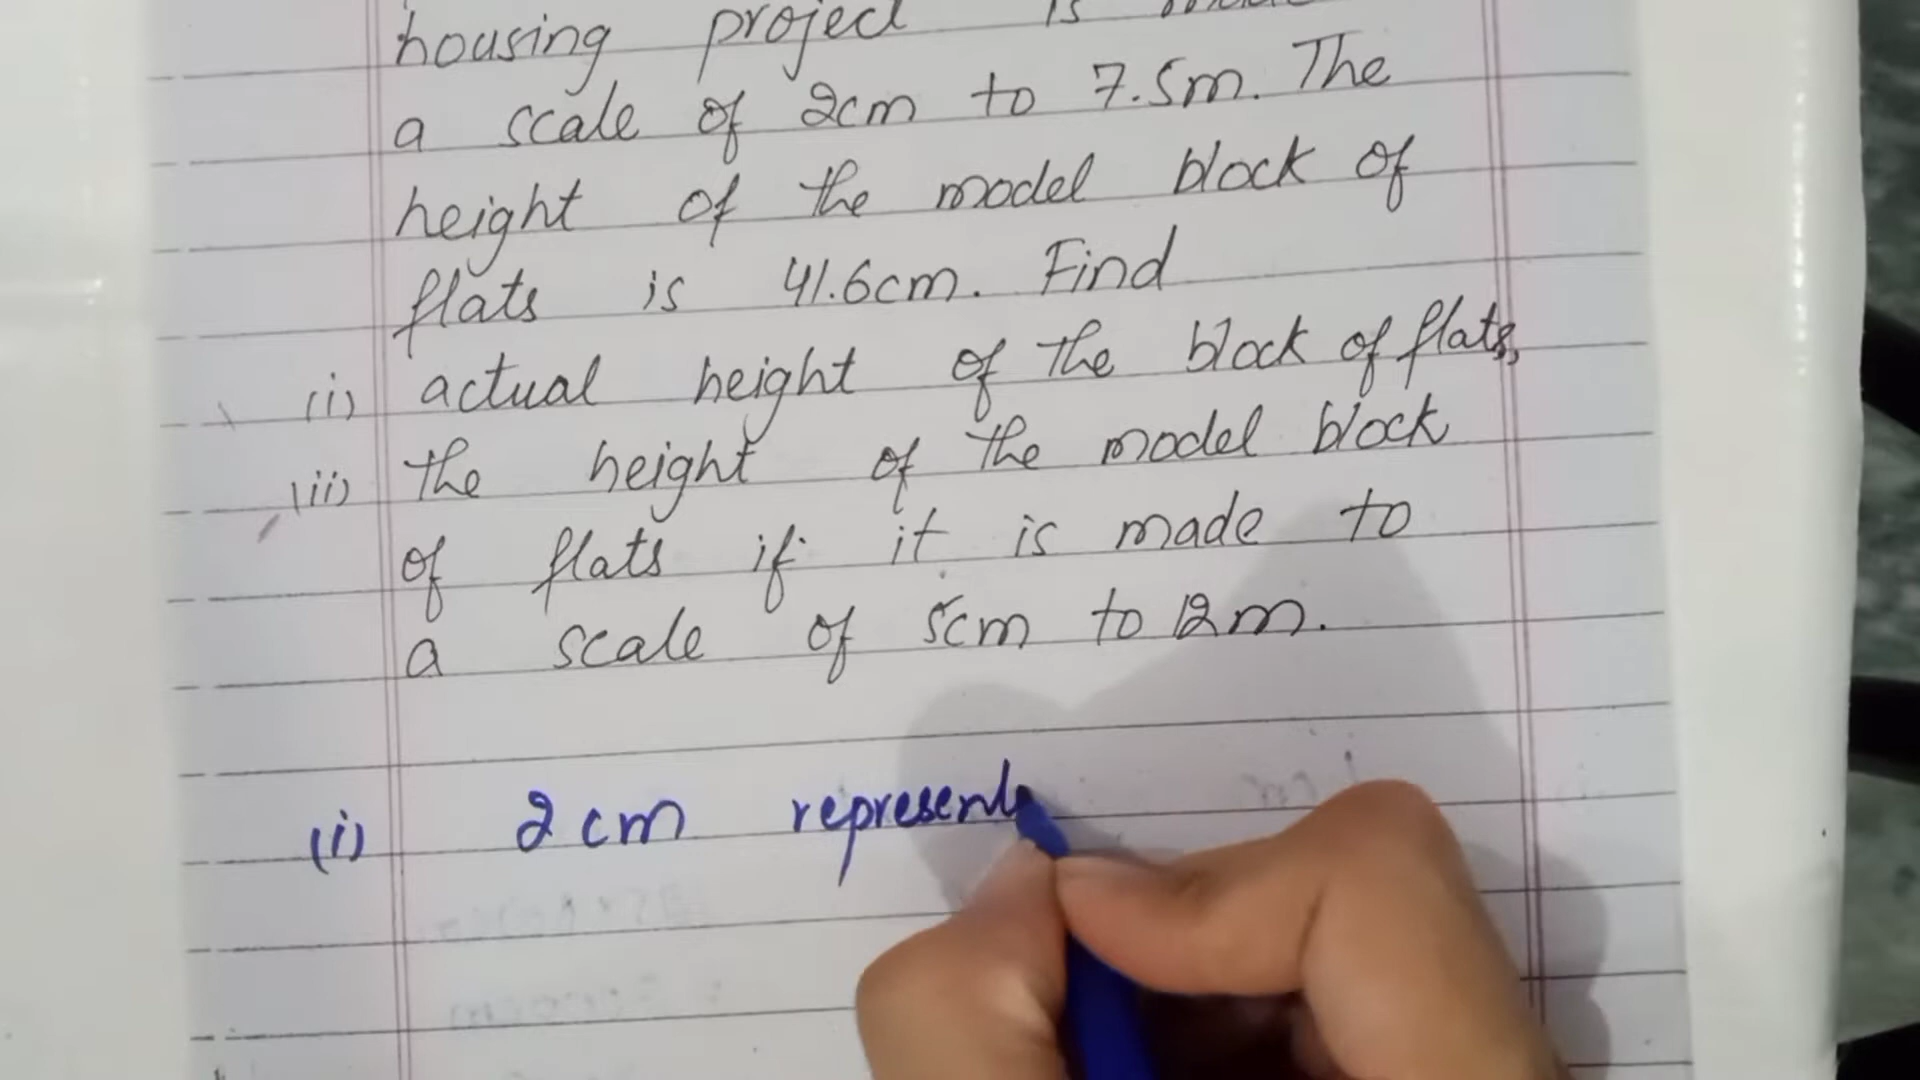 housing project is
a scale of 2cm to 7.5m. The
height of the model block of
flats is 41.6cm. Find
(i) actual height of the block of flats,
(ii) the height of the model block
of flats if it is made to
a scale of 5cm to 12m.
(i) 2cm represents